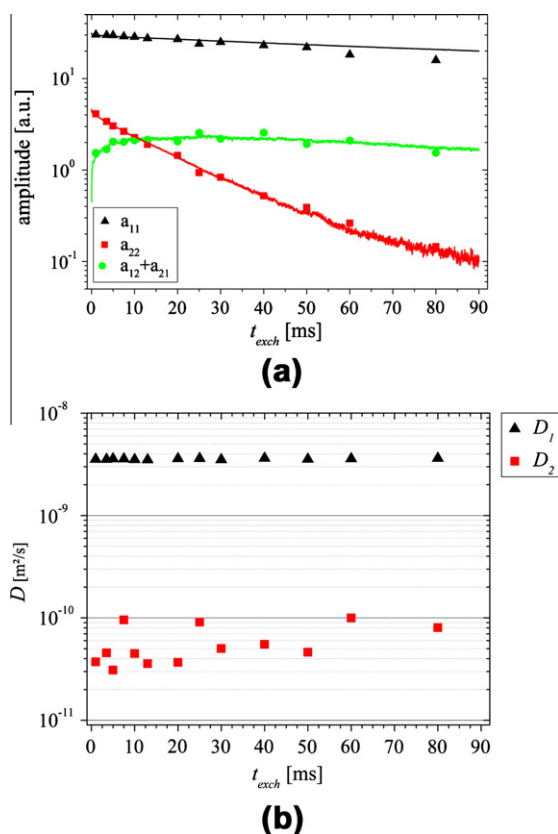 (a)
amplitude [a.u.]
10¹
10⁰
10⁻¹
a₁₁
a₂₂
a₁₂+a₂₁
0 10 20 30 40 50 60 70 80 90
t_exch [ms]
(a)
10⁻⁸
10⁻⁹
10⁻¹⁰
10⁻¹¹
D [m²/s]
D₁
D₂
0 10 20 30 40 50 60 70 80 90
t_exch [ms]
(b)